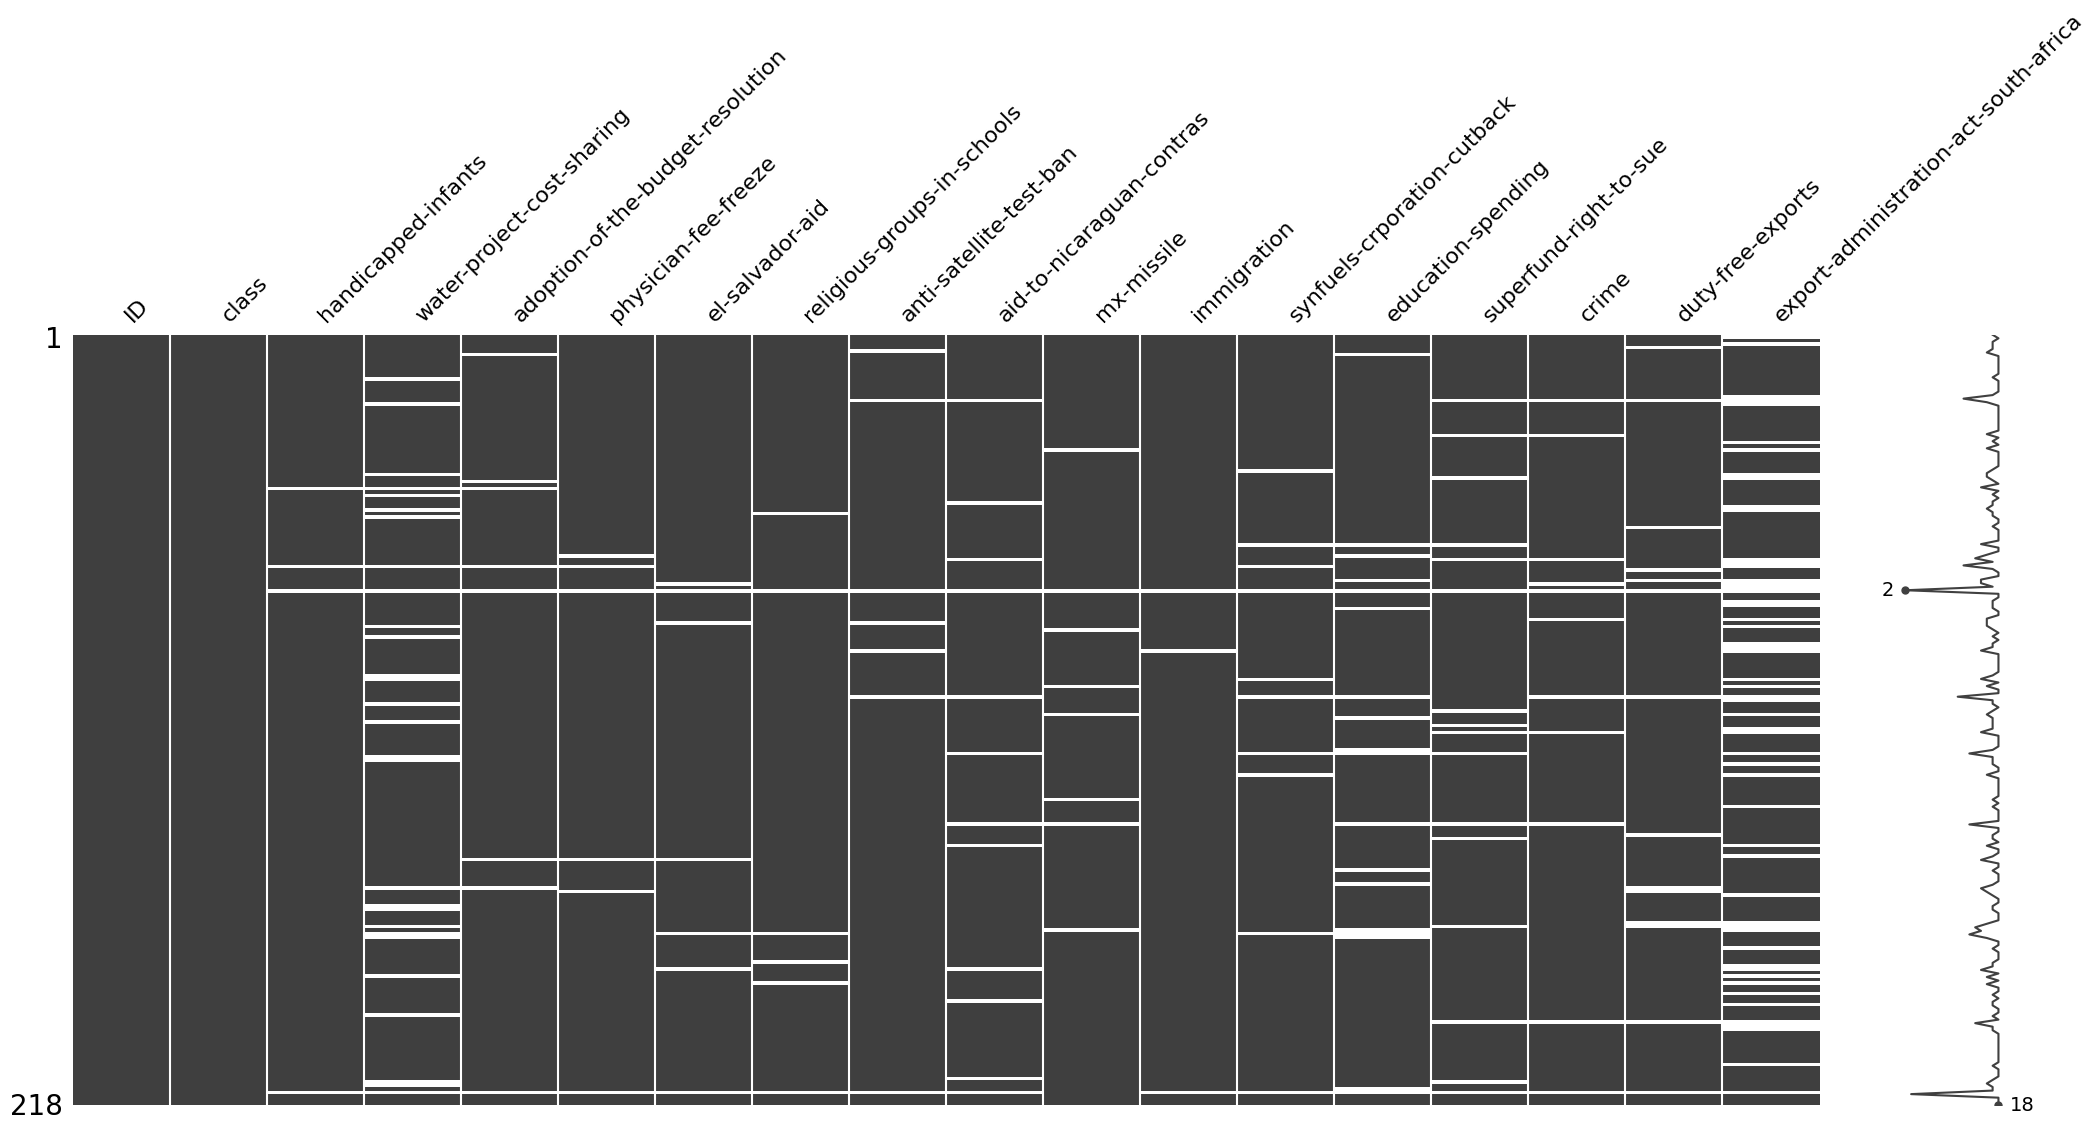 ID
class
handicapped-infants
water-project-cost-sharing
adoption-of-the-budget-resolution
physician-fee-freeze
el-salvador-aid
religious-groups-in-schools
anti-satellite-test-ban
aid-to-nicaraguan-contras
mx-missile
immigration
synfuels-crporation-cutback
education-spending
superfund-right-to-sue
crime
duty-free-exports
export-administration-act-south-africa
1
2
218
18